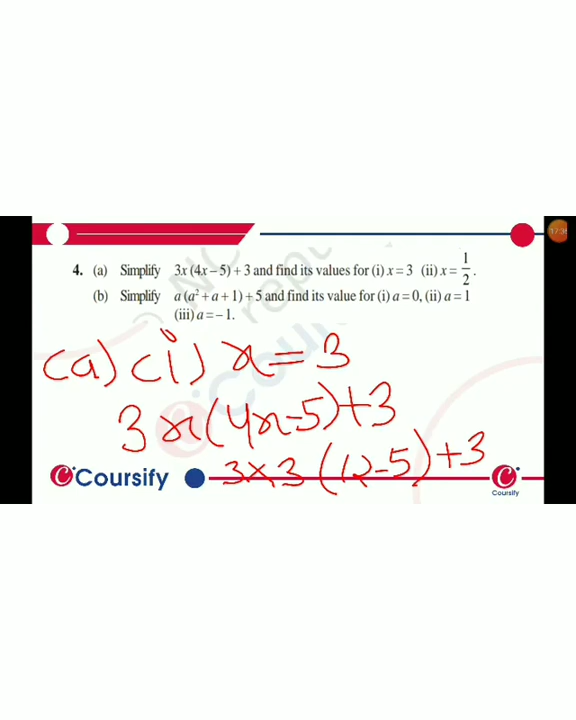 17:36
4. (a) Simplify 3x (4x – 5) + 3 and find its values for (i) x = 3 (ii) x = 1/2 .
(b) Simplify a (a² + a + 1) + 5 and find its value for (i) a = 0, (ii) a = 1
(iii) a = – 1.
(a) (i) x = 3
3x(4x-5)+3
3×3(12-5)+3
Coursify
Coursify